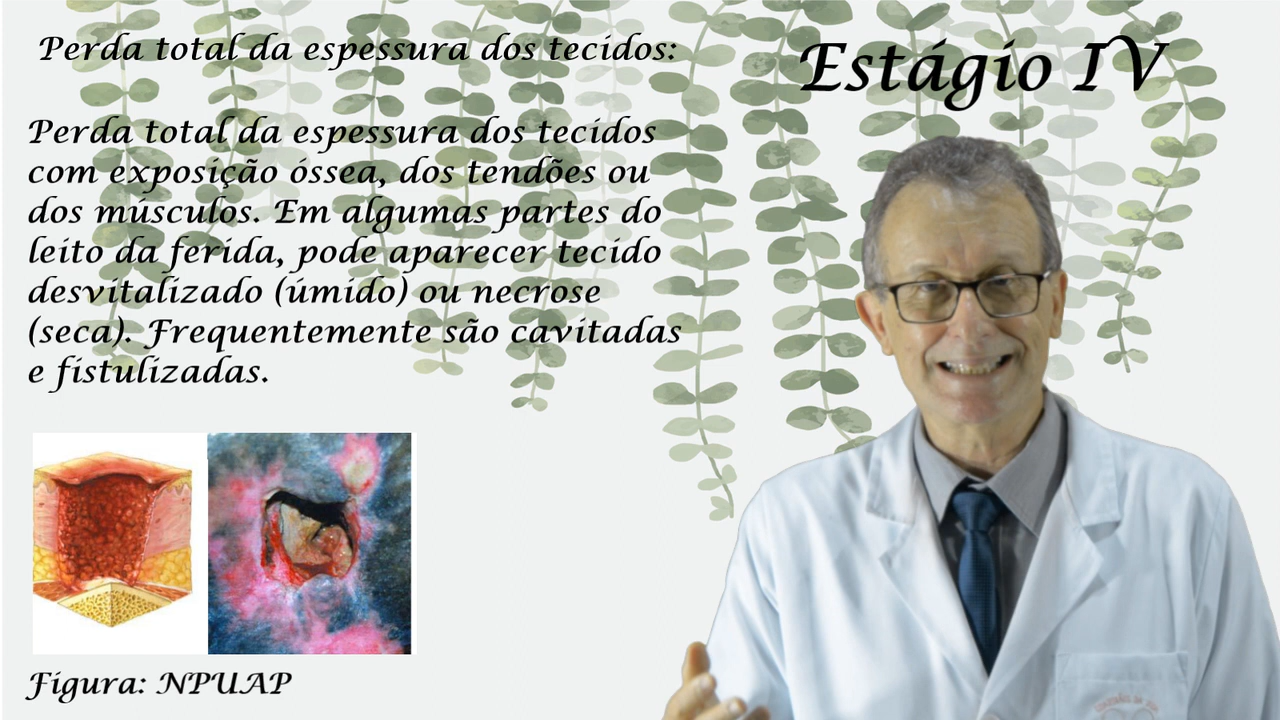 Perda total da espessura dos tecidos:
Estágio IV
Perda total da espessura dos tecidos
com exposição óssea, dos tendões ou
dos músculos. Em algumas partes do
leito da ferida, pode aparecer tecido
desvitalizado (úmido) ou necrose
(seca). Frequentemente são cavitadas
e fistulizadas.
Figura: NPUAP